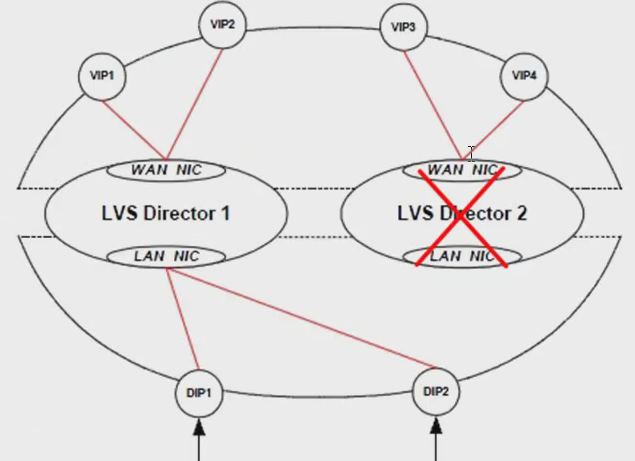 VIP1
VIP2
VIP3
VIP4
WAN NIC
WAN NIC
LVS Director 1
LVS Director 2
LAN NIC
LAN NIC
DIP1
DIP2